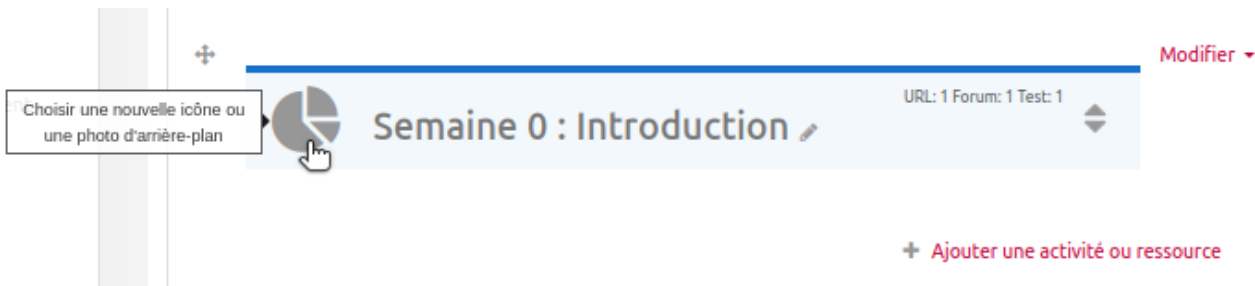 Modifier
URL: 1 Forum: 1 Test: 1
Choisir une nouvelle icône ou
une photo d'arrière-plan
Semaine 0 : Introduction
Ajouter une activité ou ressource